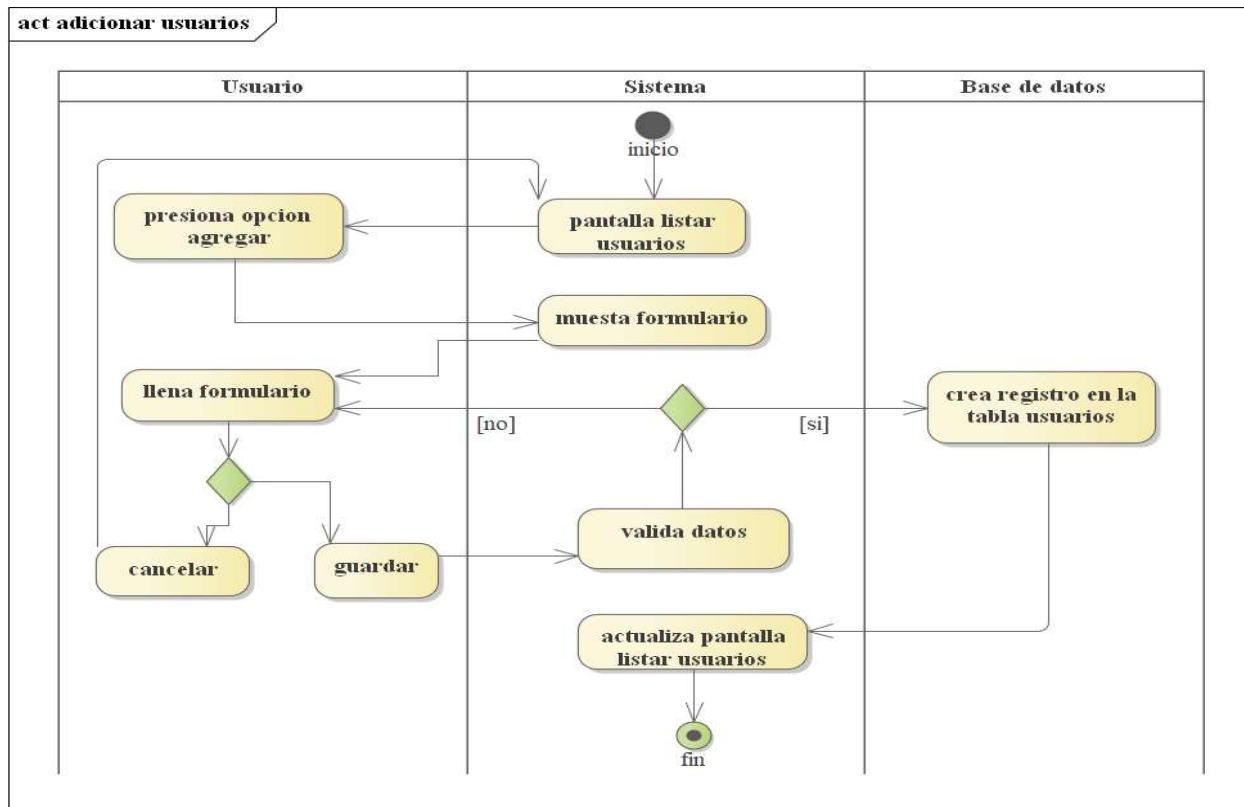 act adicionar usuarios
Usuario
Sistema
Base de datos
inicio
presiona opcion
agregar
pantalla listar
usuarios
muesta formulario
llena formulario
[no]
[si]
crea registro en la
tabla usuarios
valida datos
cancelar
guardar
actualiza pantalla
listar usuarios
fin